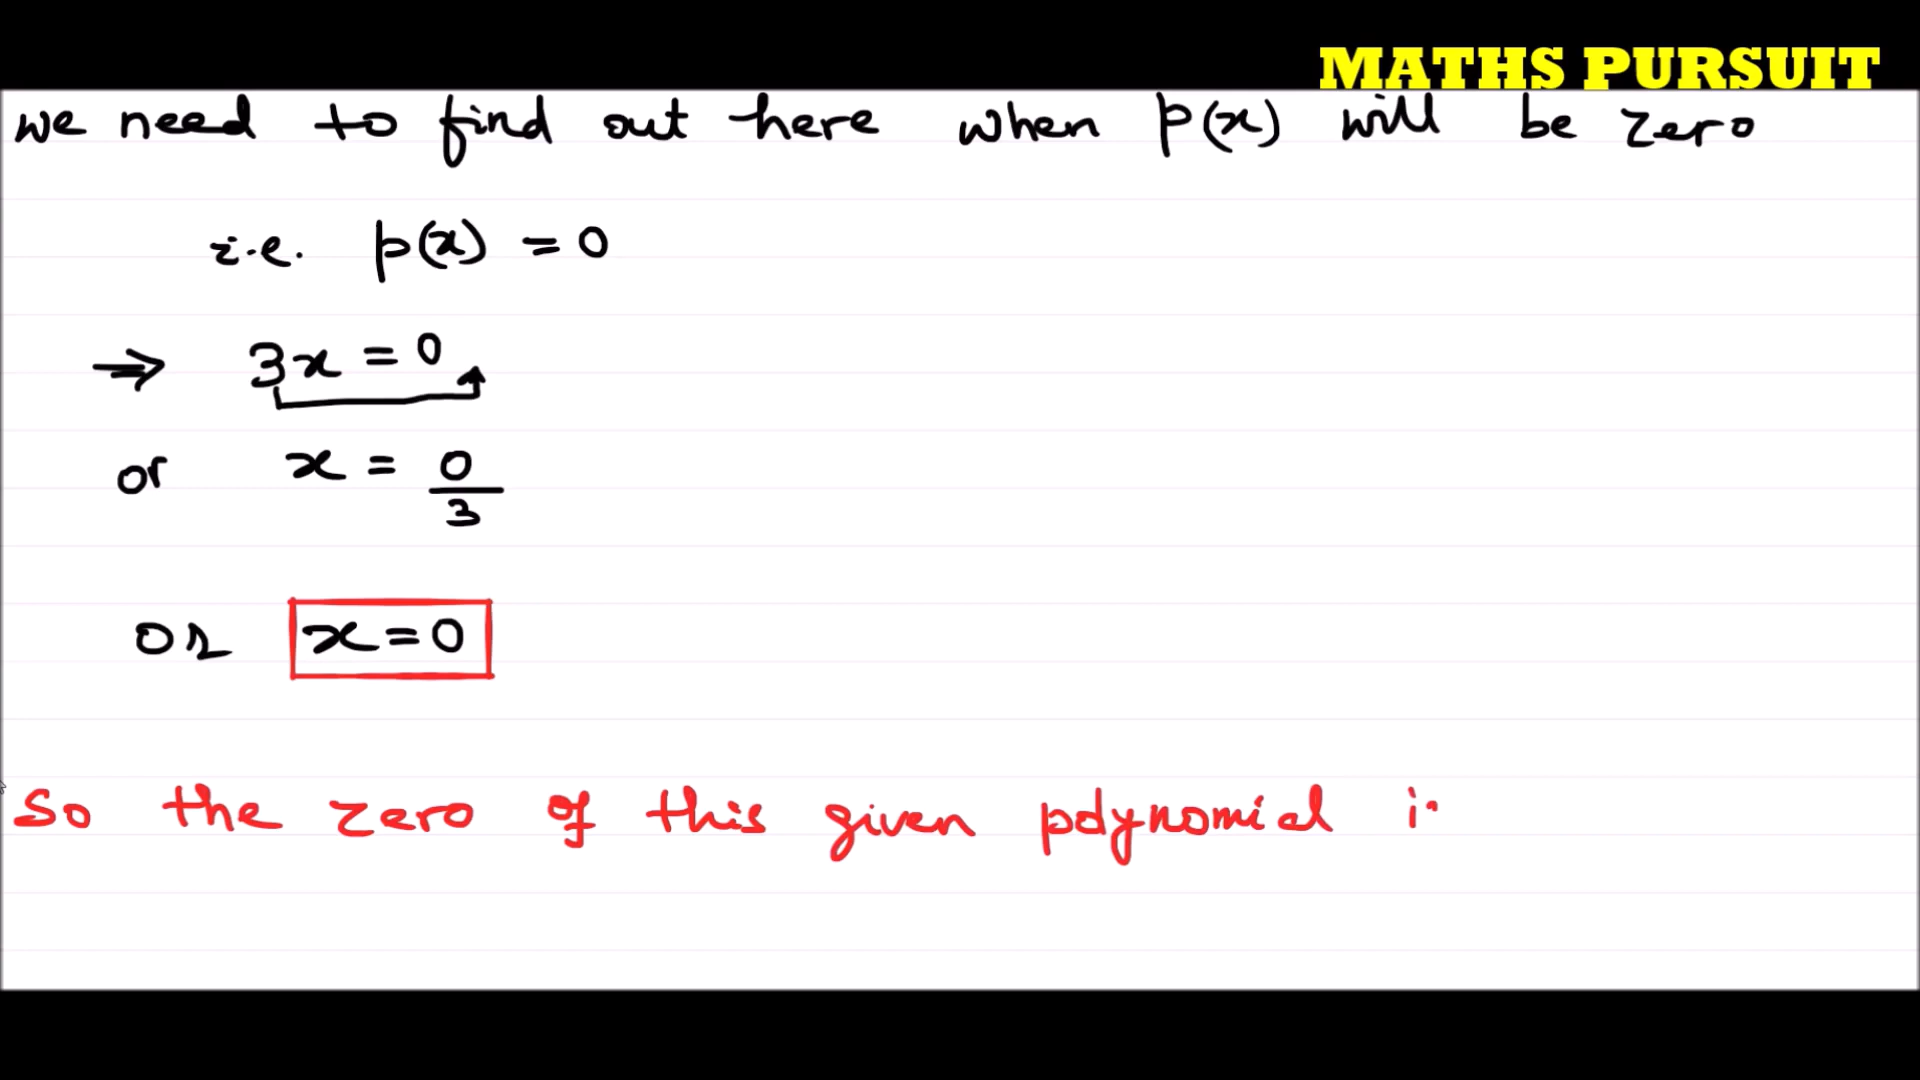 MATHS PURSUIT
we need to find out here when p(x) will be zero
i.e. p(x) = 0
⇒ 3x = 0
or x = 0/3
or x = 0
So the zero of this given polynomial i